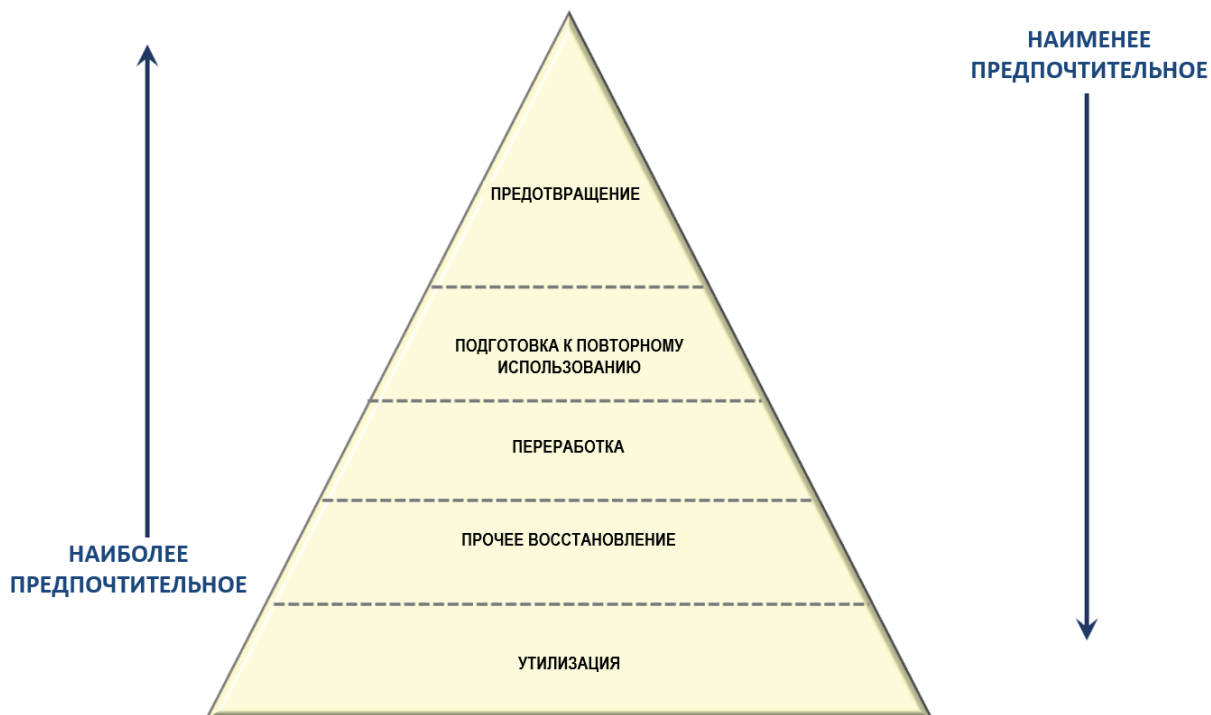 НАИМЕНЕЕ
ПРЕДПОЧТИТЕЛЬНОЕ
ПРЕДОТВРАЩЕНИЕ
ПОДГОТОВКА К ПОВТОРНОМУ
ИСПОЛЬЗОВАНИЮ
ПЕРЕРАБОТКА
ПРОЧЕЕ ВОССТАНОВЛЕНИЕ
НАИБОЛЕЕ
ПРЕДПОЧТИТЕЛЬНОЕ
УТИЛИЗАЦИЯ